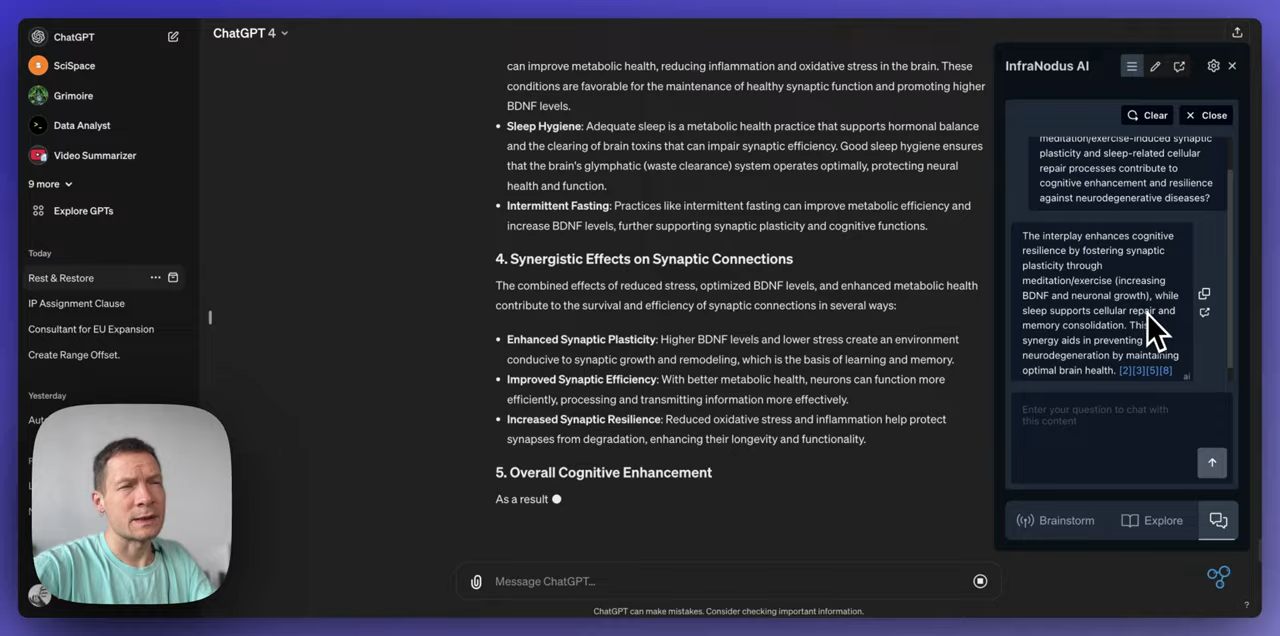 ChatGPT
SciSpace
Grimoire
Data Analyst
Video Summarizer
9 more
Explore GPTs
Today
Rest & Restore
IP Assignment Clause
Consultant for EU Expansion
Create Range Offset.
Yesterday
ChatGPT 4
can improve metabolic health, reducing inflammation and oxidative stress in the brain. These
conditions are favorable for the maintenance of healthy synaptic function and promoting higher
BDNF levels.
• Sleep Hygiene: Adequate sleep is a metabolic health practice that supports hormonal balance
and the clearing of brain toxins that can impair synaptic efficiency. Good sleep hygiene ensures
that the brain's glymphatic (waste clearance) system operates optimally, protecting neural
health and function.
• Intermittent Fasting: Practices like intermittent fasting can improve metabolic efficiency and
increase BDNF levels, further supporting synaptic plasticity and cognitive functions.
4. Synergistic Effects on Synaptic Connections
The combined effects of reduced stress, optimized BDNF levels, and enhanced metabolic health
contribute to the survival and efficiency of synaptic connections in several ways:
• Enhanced Synaptic Plasticity: Higher BDNF levels and lower stress create an environment
conducive to synaptic growth and remodeling, which is the basis of learning and memory.
• Improved Synaptic Efficiency: With better metabolic health, neurons can function more
efficiently, processing and transmitting information more effectively.
• Increased Synaptic Resilience: Reduced oxidative stress and inflammation help protect
synapses from degradation, enhancing their longevity and functionality.
5. Overall Cognitive Enhancement
As a result
Message ChatGPT...
ChatGPT can make mistakes. Consider checking important information.
InfraNodus AI
Clear
Close
meditation/exercise-induced synaptic
plasticity and sleep-related cellular
repair processes contribute to
cognitive enhancement and resilience
against neurodegenerative diseases?
The interplay enhances cognitive
resilience by fostering synaptic
plasticity through
meditation/exercise (increasing
BDNF and neuronal growth), while
sleep supports cellular repair and
memory consolidation. This
synergy aids in preventing
neurodegeneration by maintaining
optimal brain health. [2][3][5][8]
ai
Enter your question to chat with
this content
Brainstorm
Explore
?